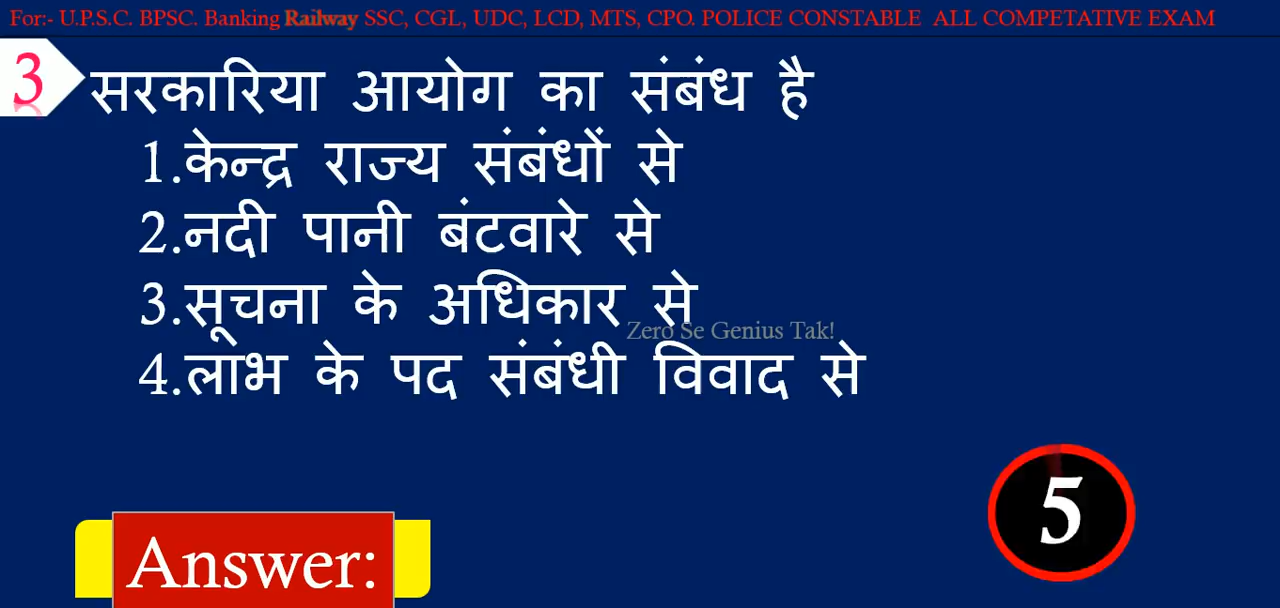 For:- U.P.S.C. BPSC. Banking Railway SSC, CGL, UDC, LCD, MTS, CPO. POLICE CONSTABLE ALL COMPETATIVE EXAM
3 सरकारिया आयोग का संबंध है
1.केन्द्र राज्य संबंधों से
2.नदी पानी बंटवारे से
3.सूचना के अधिकार से
Zero Se Genius Tak!
4.लाभ के पद संबंधी विवाद से
5
Answer: